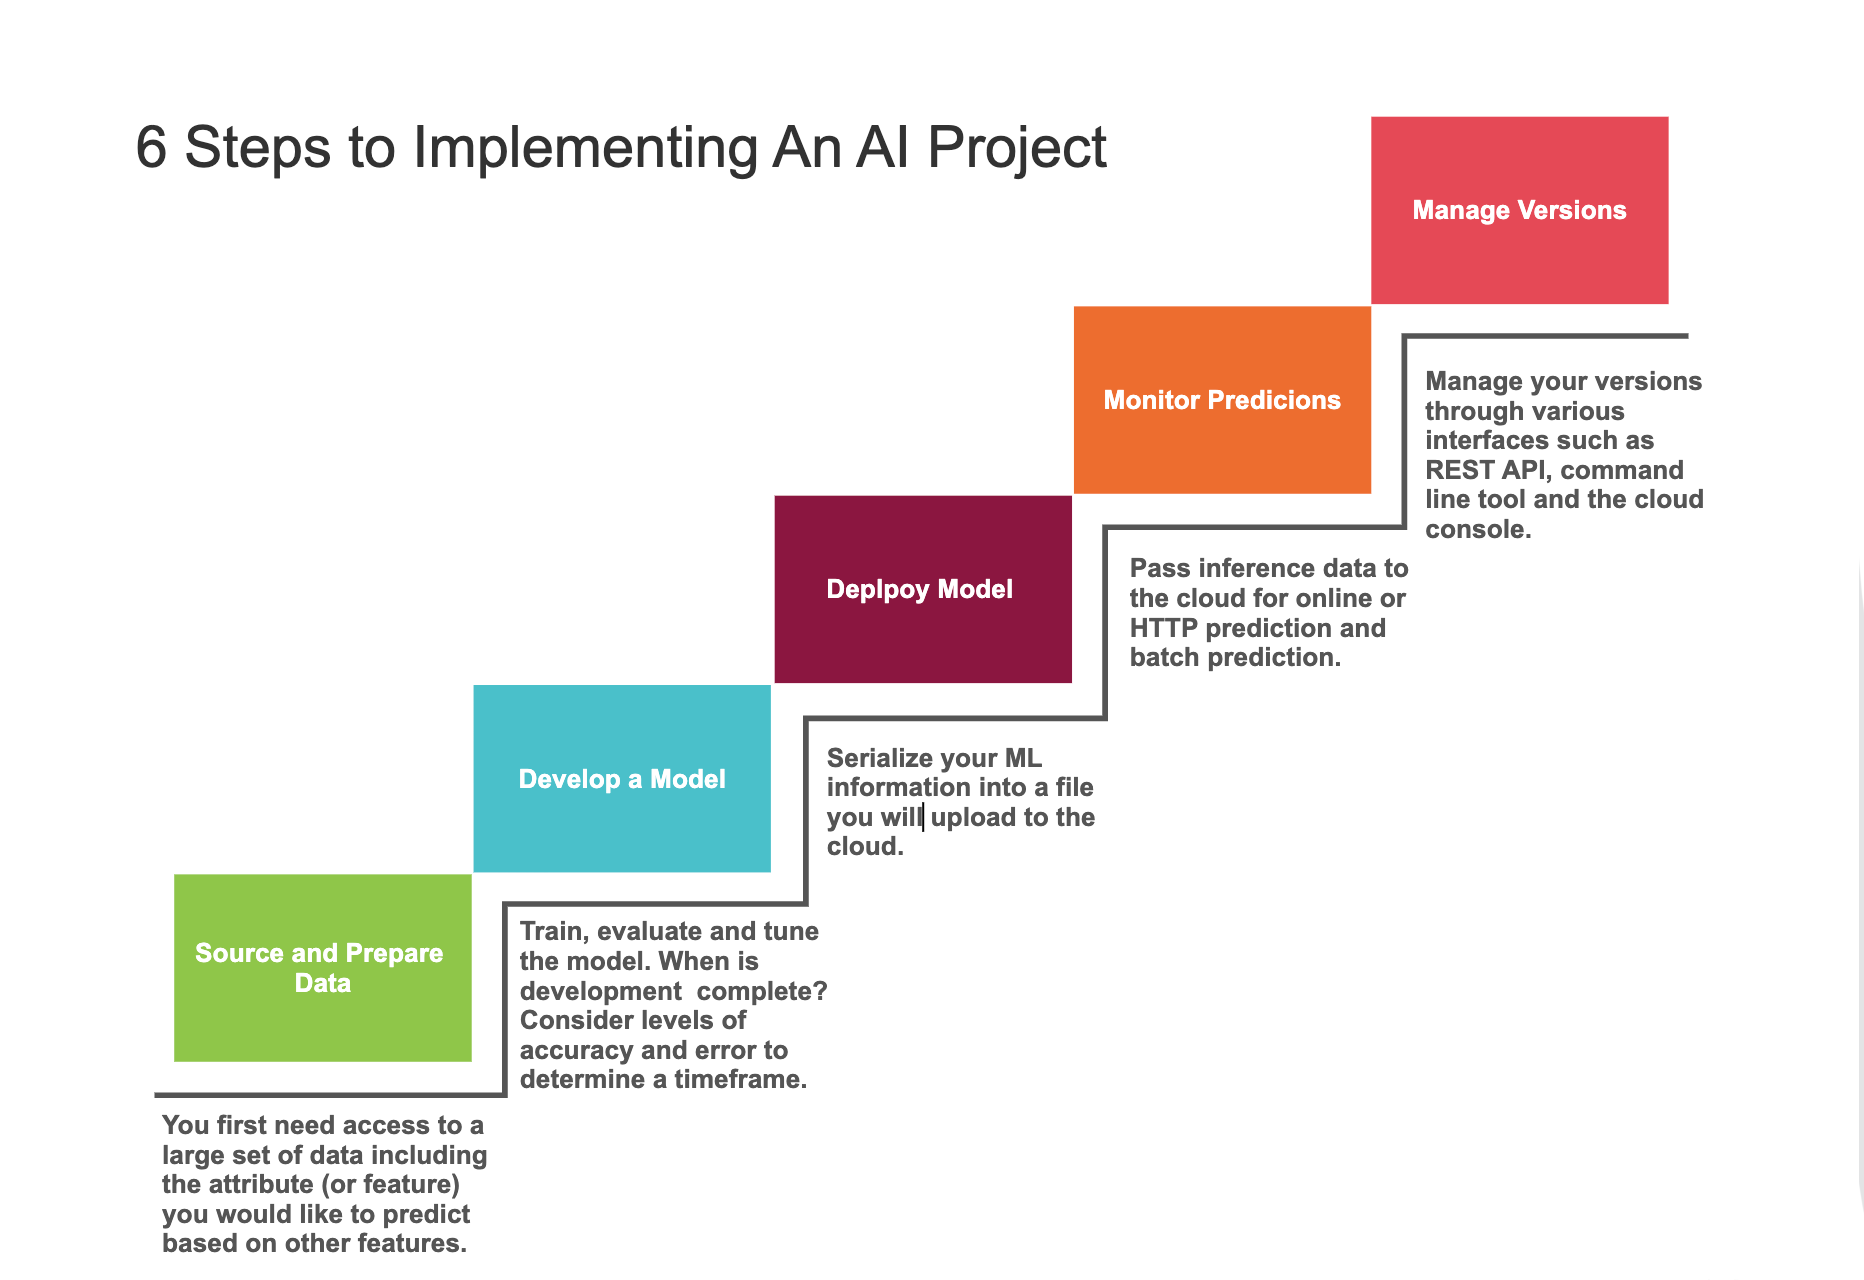 6 Steps to Implementing An AI Project
Manage Versions
Manage your versions
through various
interfaces such as
REST API, command
line tool and the cloud
console.
Monitor Predicions
Pass inference data to
the cloud for online or
HTTP prediction and
batch prediction.
Deplpoy Model
Serialize your ML
information into a file
you will upload to the
cloud.
Develop a Model
Train, evaluate and tune
the model. When is
development  complete?
Consider levels of
accuracy and error to
determine a timeframe.
Source and Prepare
Data
You first need access to a
large set of data including
the attribute (or feature)
you would like to predict
based on other features.